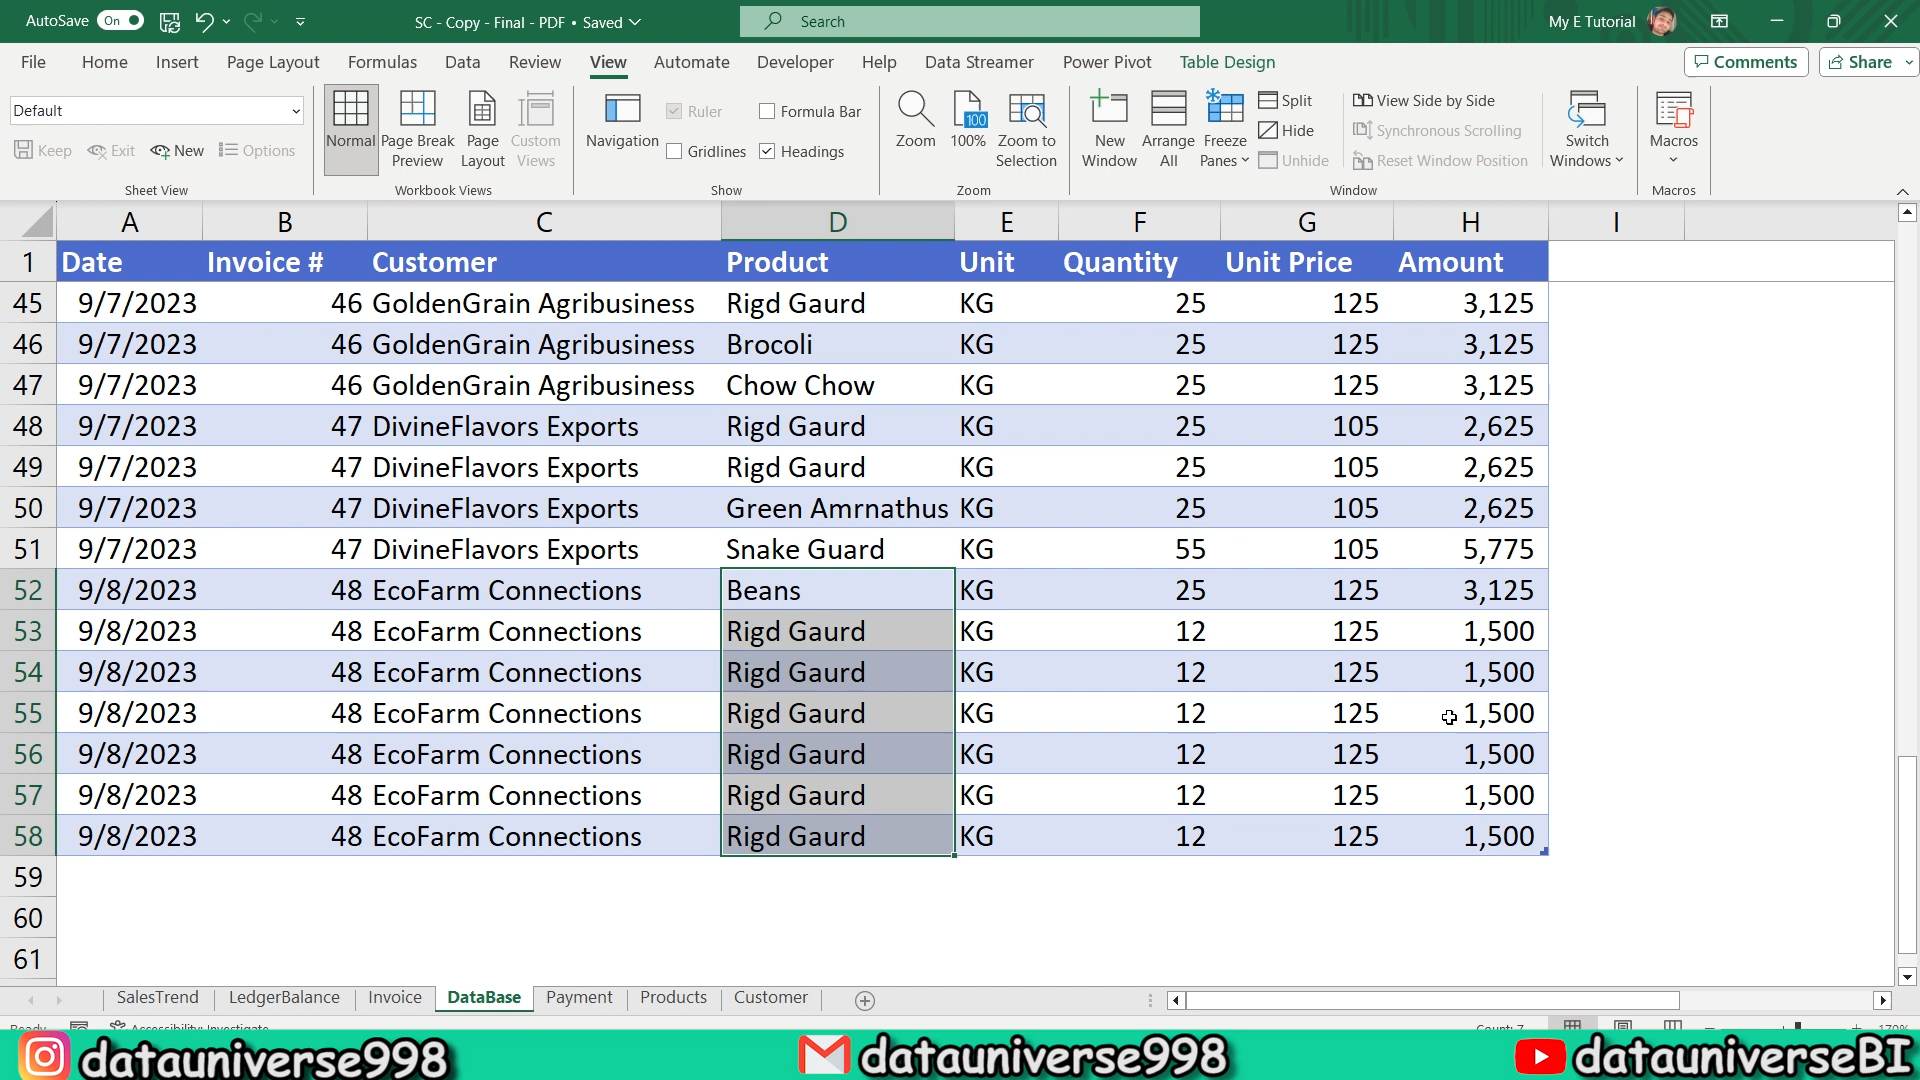 AutoSave On SC - Copy - Final - PDF • Saved Search My E Tutorial
File Home Insert Page Layout Formulas Data Review View Automate Developer Help Data Streamer Power Pivot Table Design Comments Share
Default
Keep Exit New Options
Sheet View
Normal Page Break Preview Page Layout Custom Views
Workbook Views
Navigation Ruler Formula Bar Gridlines Headings
Show
Zoom 100 100% Zoom to Selection
Zoom
New Window Arrange All Freeze Panes Split Hide Unhide View Side by Side Synchronous Scrolling Reset Window Position Switch Windows
Window
Macros
Macros
A B C D E F G H I
1 Date Invoice # Customer Product Unit Quantity Unit Price Amount
45 9/7/2023 46 GoldenGrain Agribusiness Rigd Gaurd KG 25 125 3,125
46 9/7/2023 46 GoldenGrain Agribusiness Brocoli KG 25 125 3,125
47 9/7/2023 46 GoldenGrain Agribusiness Chow Chow KG 25 125 3,125
48 9/7/2023 47 DivineFlavors Exports Rigd Gaurd KG 25 105 2,625
49 9/7/2023 47 DivineFlavors Exports Rigd Gaurd KG 25 105 2,625
50 9/7/2023 47 DivineFlavors Exports Green Amrnathus KG 25 105 2,625
51 9/7/2023 47 DivineFlavors Exports Snake Guard KG 55 105 5,775
52 9/8/2023 48 EcoFarm Connections Beans KG 25 125 3,125
53 9/8/2023 48 EcoFarm Connections Rigd Gaurd KG 12 125 1,500
54 9/8/2023 48 EcoFarm Connections Rigd Gaurd KG 12 125 1,500
55 9/8/2023 48 EcoFarm Connections Rigd Gaurd KG 12 125 1,500
56 9/8/2023 48 EcoFarm Connections Rigd Gaurd KG 12 125 1,500
57 9/8/2023 48 EcoFarm Connections Rigd Gaurd KG 12 125 1,500
58 9/8/2023 48 EcoFarm Connections Rigd Gaurd KG 12 125 1,500
59
60
61
SalesTrend LedgerBalance Invoice DataBase Payment Products Customer
Ready Accessibility: Investigate Count: 7 170%
datauniverse998 datauniverse998 datauniverseBI